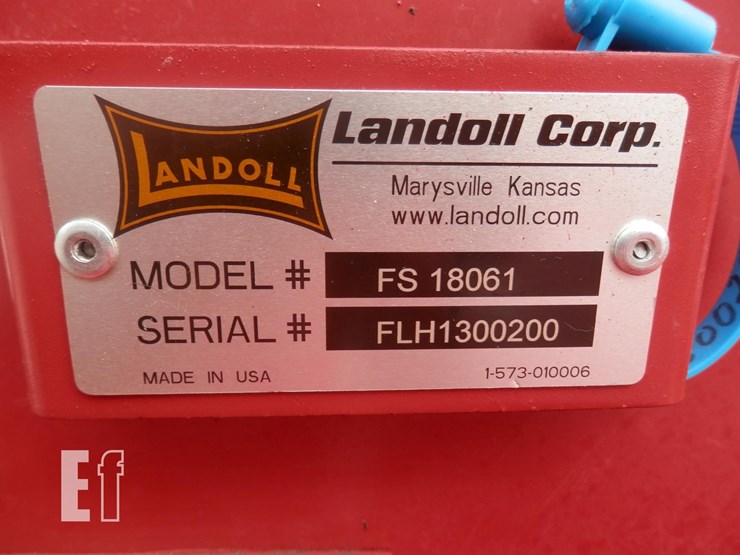 LANDOLL
Landoll Corp.
Marysville Kansas
www.landoll.com
MODEL # FS 18061
SERIAL # FLH1300200
MADE IN USA 1-573-010006
Ef